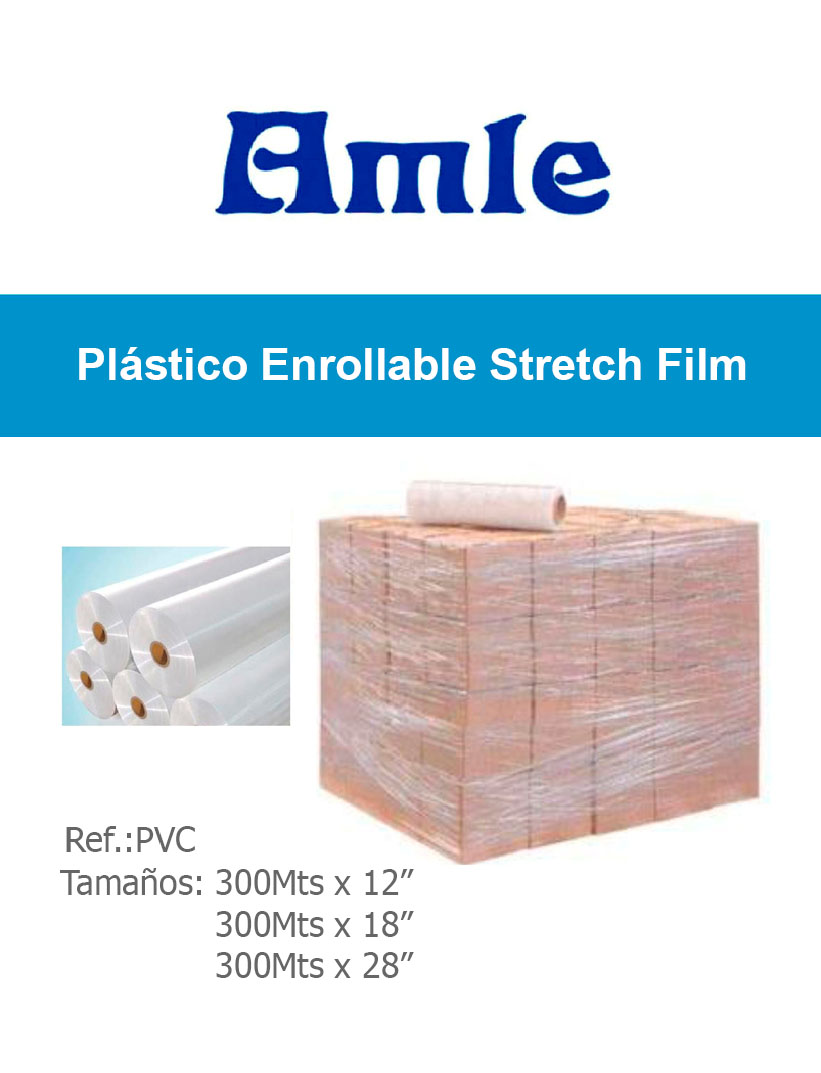 Amle
Plástico Enrollable Stretch Film
Ref.:PVC
Tamaños: 300Mts x 12”
300Mts x 18”
300Mts x 28”